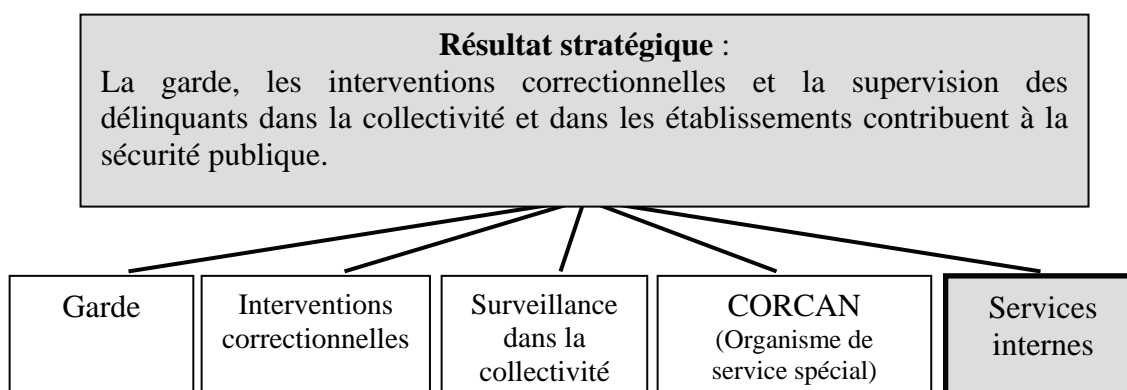 Résultat stratégique :
La garde, les interventions correctionnelles et la supervision des
délinquants dans la collectivité et dans les établissements contribuent à la
sécurité publique.
Garde
Interventions
correctionnelles
Surveillance
dans la
collectivité
CORCAN
(Organisme de
service spécial)
Services
internes